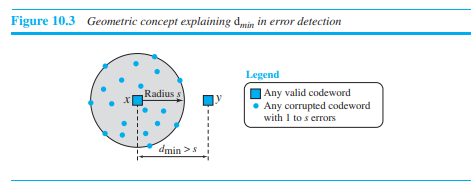 Figure 10.3 Geometric concept explaining dmin in error detection
Legend
Radius s
x
y
Any valid codeword
Any corrupted codeword
with 1 to s errors
dmin > s